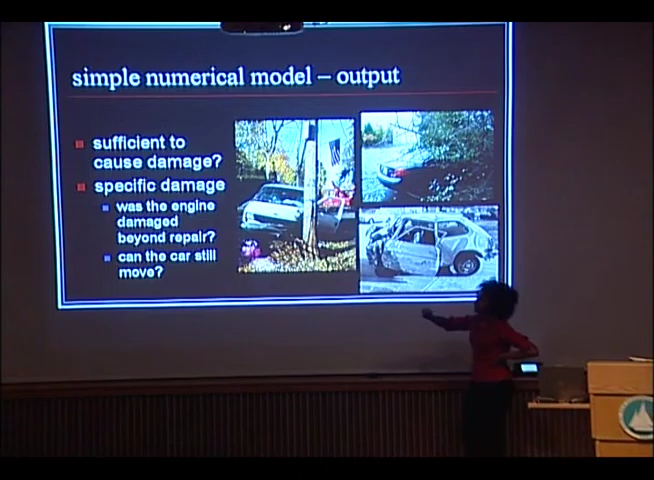 simple numerical model – output
sufficient to
cause damage?
specific damage
was the engine
damaged
beyond repair?
can the car still
move?